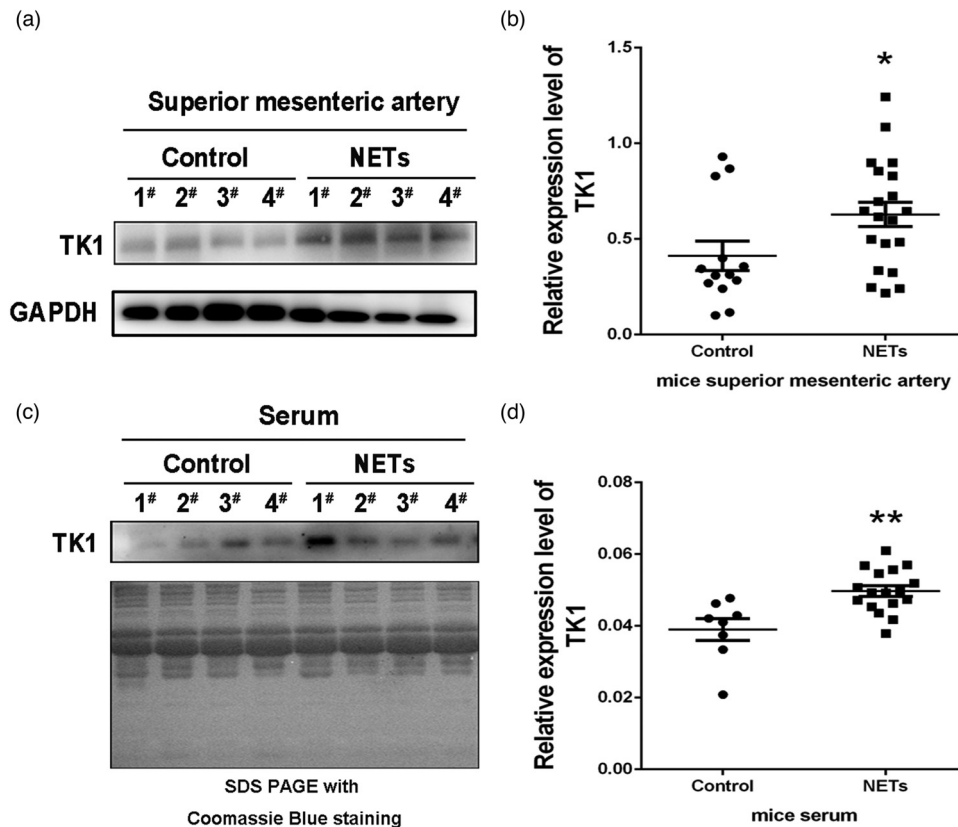 (a)
Superior mesenteric artery
Control NETs
1# 2# 3# 4# 1# 2# 3# 4#
TK1
GAPDH
(b)
Relative expression level of
TK1
1.5
1.0
0.5
0.0
*
Control NETs
mice superior mesenteric artery
(c)
Serum
Control NETs
1# 2# 3# 4# 1# 2# 3# 4#
TK1
SDS PAGE with
Coomassie Blue staining
(d)
Relative expression level of
TK1
0.08
0.06
0.04
0.02
0.00
**
Control NETs
mice serum